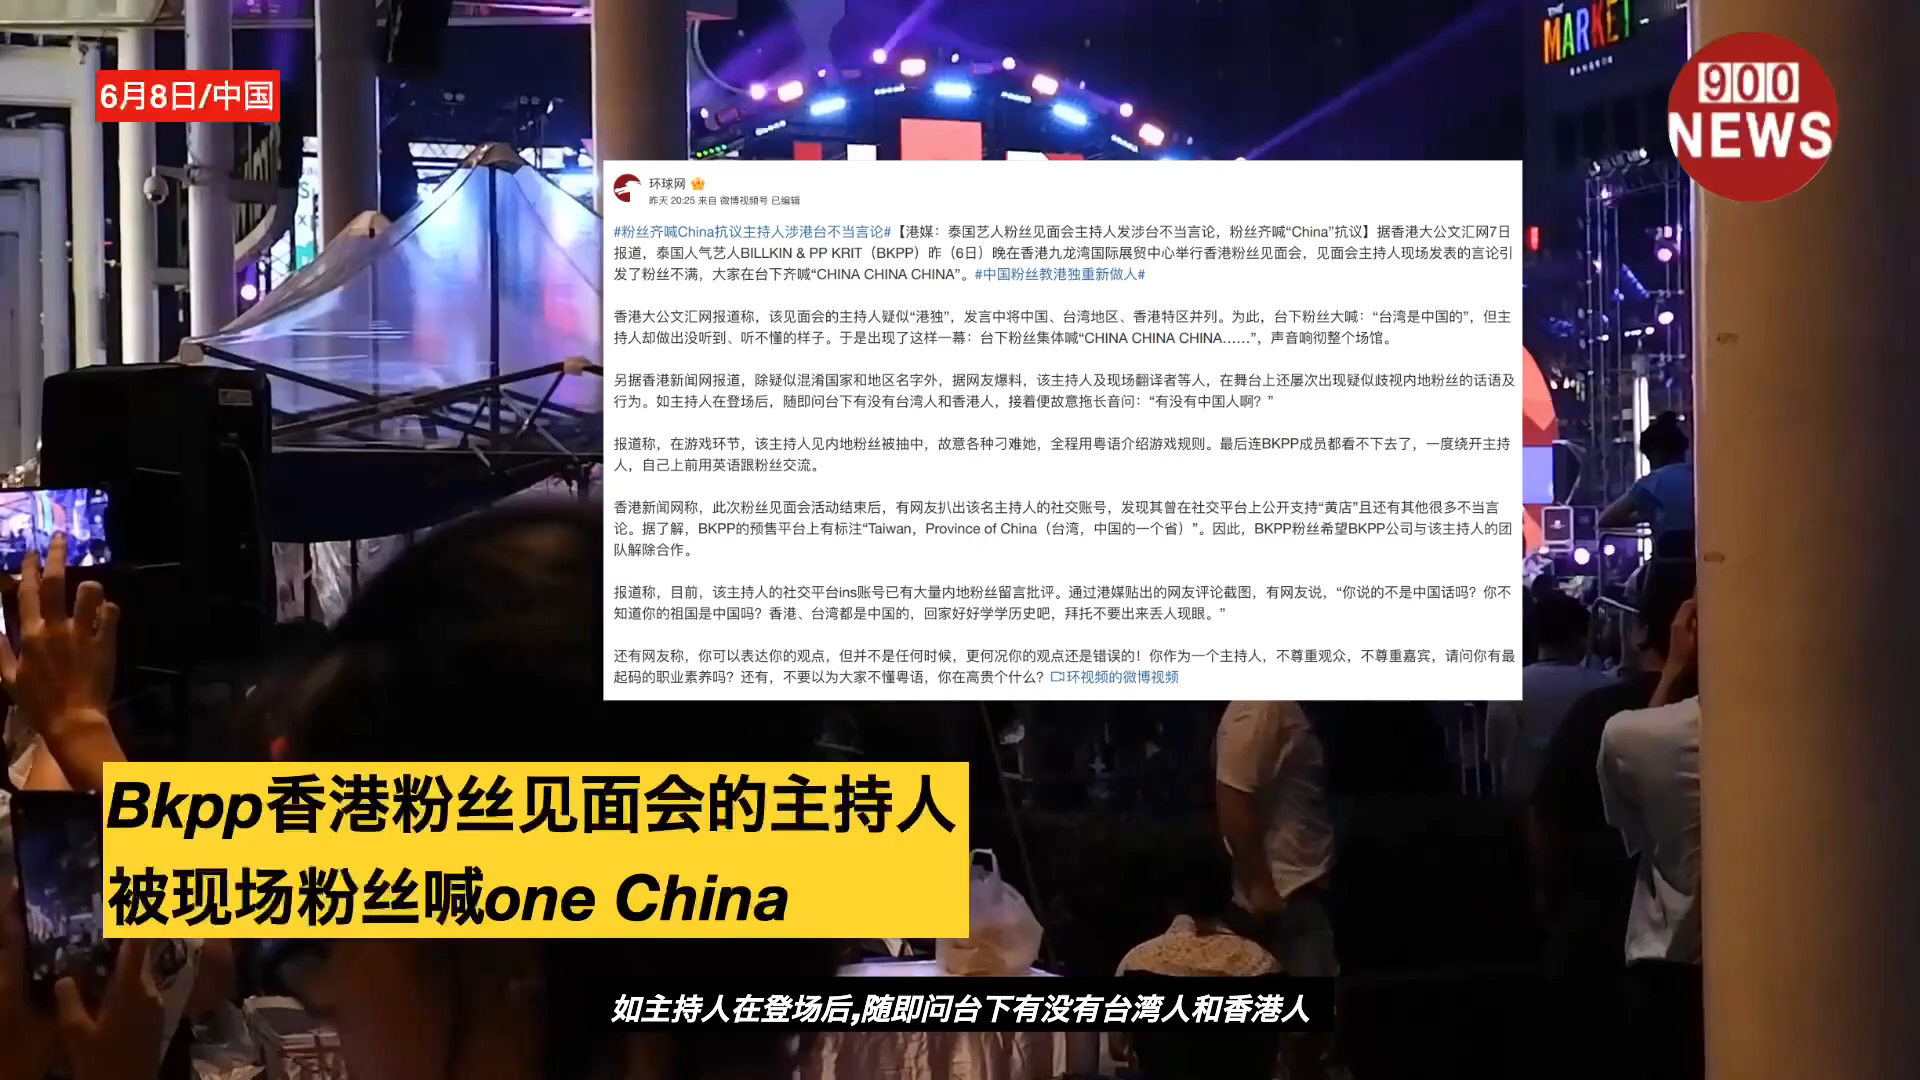 MARKET
900
NEWS
6月8日/中国
环球网
昨天 20:25 来自 微博视频号 已编辑
#粉丝齐喊China抗议主持人涉港台不当言论#【港媒：泰国艺人粉丝见面会主持人发涉台不当言论，粉丝齐喊“China”抗议】据香港大公文汇网7日
报道，泰国人气艺人BILLKIN & PP KRIT（BKPP）昨（6日）晚在香港九龙湾国际展贸中心举行香港粉丝见面会，见面会主持人现场发表的言论引
发了粉丝不满，大家在台下齐喊“CHINA CHINA CHINA”。#中国粉丝教港独重新做人#
香港大公文汇网报道称，该见面会的主持人疑似“港独”，发言中将中国、台湾地区、香港特区并列。为此，台下粉丝大喊：“台湾是中国的”，但主
持人却做出没听到、听不懂的样子。于是出现了这样一幕：台下粉丝集体喊“CHINA CHINA CHINA……”，声音响彻整个场馆。
另据香港新闻网报道，除疑似混淆国家和地区名字外，据网友爆料，该主持人及现场翻译者等人，在舞台上还屡次出现疑似歧视内地粉丝的话语及
行为。如主持人在登场后，随即问台下有没有台湾人和香港人，接着便故意拖长音问：“有没有中国人啊？”
报道称，在游戏环节，该主持人见内地粉丝被抽中，故意各种刁难她，全程用粤语介绍游戏规则。最后连BKPP成员都看不下去了，一度绕开主持
人，自己上前用英语跟粉丝交流。
香港新闻网称，此次粉丝见面会活动结束后，有网友扒出该名主持人的社交账号，发现其曾在社交平台上公开支持“黄店”且还有其他很多不当言
论。据了解，BKPP的预售平台上有标注“Taiwan，Province of China（台湾，中国的一个省）”。因此，BKPP粉丝希望BKPP公司与该主持人的团
队解除合作。
报道称，目前，该主持人的社交平台ins账号已有大量内地粉丝留言批评。通过港媒贴出的网友评论截图，有网友说，“你说的不是中国话吗？你不
知道你的祖国是中国吗？香港、台湾都是中国的，回家好好学学历史吧，拜托不要出来丢人现眼。”
还有网友称，你可以表达你的观点，但并不是任何时候，更何况你的观点还是错误的！你作为一个主持人，不尊重观众，不尊重嘉宾，请问你有最
起码的职业素养吗？还有，不要以为大家不懂粤语，你在高贵个什么？环视频的微博视频
Bkpp香港粉丝见面会的主持人
被现场粉丝喊one China
如主持人在登场后,随即问台下有没有台湾人和香港人